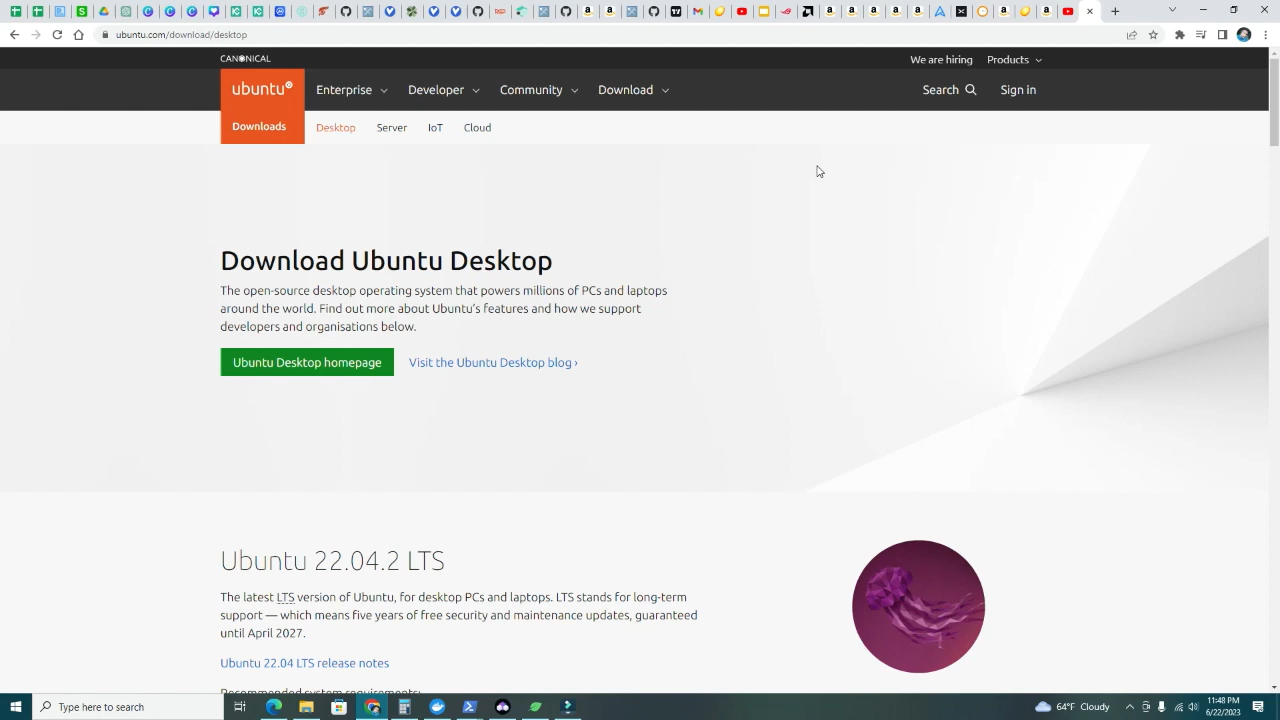 ubuntu.com/download/desktop
CANONICAL
We are hiring Products
ubuntu® Enterprise Developer Community Download Search Sign in
Downloads Desktop Server IoT Cloud
Download Ubuntu Desktop
The open-source desktop operating system that powers millions of PCs and laptops
around the world. Find out more about Ubuntu's features and how we support
developers and organisations below.
Ubuntu Desktop homepage Visit the Ubuntu Desktop blog ›
Ubuntu 22.04.2 LTS
The latest LTS version of Ubuntu, for desktop PCs and laptops. LTS stands for long-term
support — which means five years of free security and maintenance updates, guaranteed
until April 2027.
Ubuntu 22.04 LTS release notes
Recommended system requirements:
Type here to search
64°F Cloudy
11:48 PM
6/22/2023